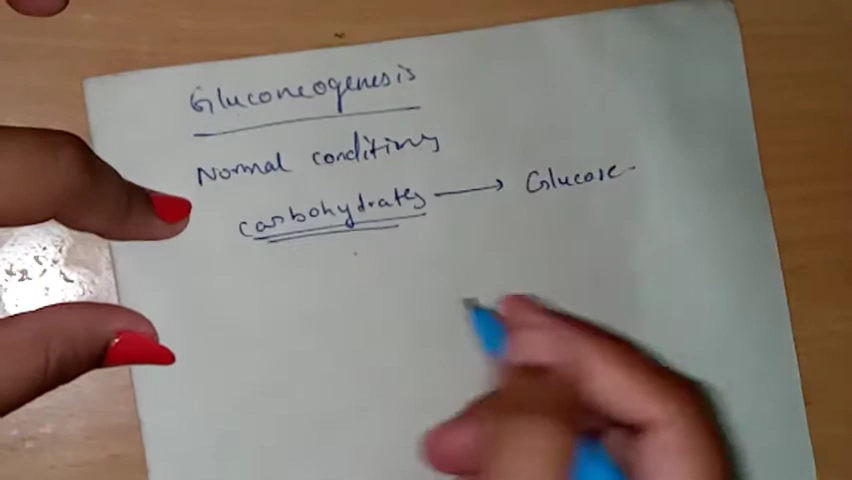 Gluconeogenesis
Normal conditions
carbohydrates → Glucose